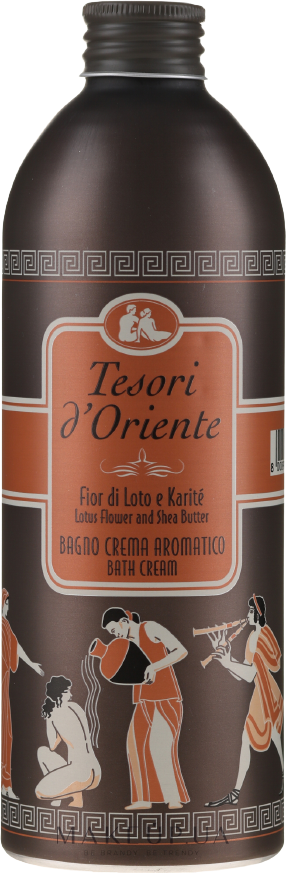 Tesori
d'Oriente
Fior di Loto e Karité
Lotus Flower and Shea Butter
BAGNO CREMA AROMATICO
BATH CREAM